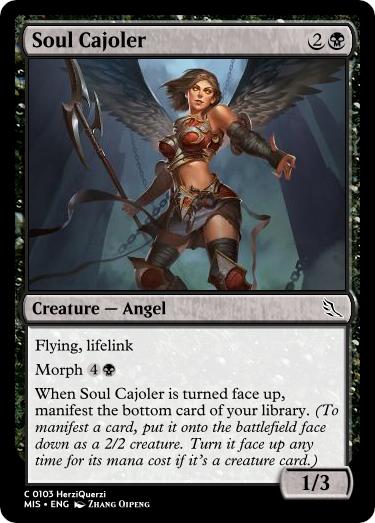 Soul Cajoler 2
Creature — Angel
Flying, lifelink
Morph 4
When Soul Cajoler is turned face up,
manifest the bottom card of your library. (To
manifest a card, put it onto the battlefield face
down as a 2/2 creature. Turn it face up any
time for its mana cost if it's a creature card.)
1/3
C 0103 HerziQuerzi
MIS • ENG Zhang Qipeng